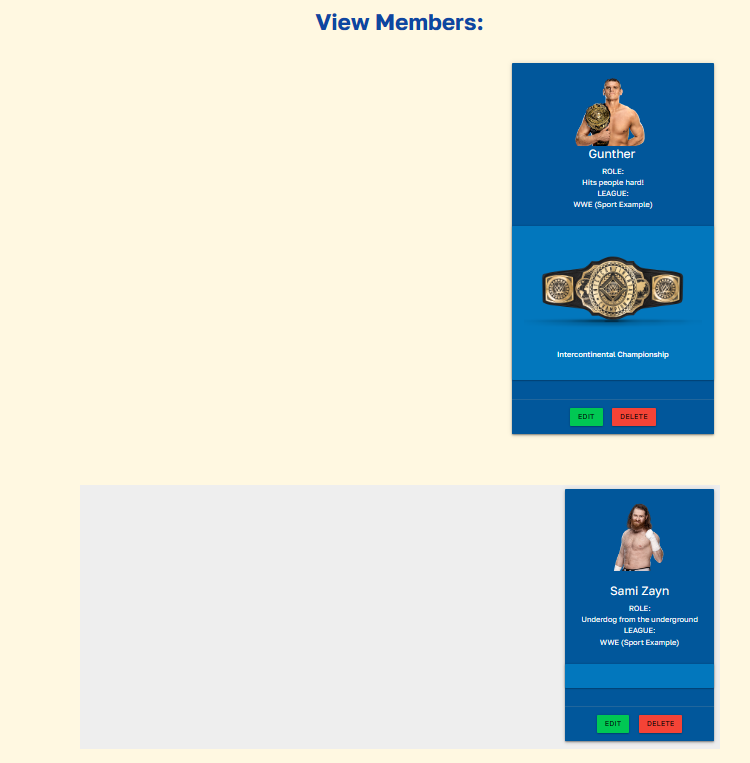 View Members:
Gunther
ROLE:
Hits people hard!
LEAGUE:
WWE (Sport Example)
Intercontinental Championship
EDIT DELETE
Sami Zayn
ROLE:
Underdog from the underground
LEAGUE:
WWE (Sport Example)
EDIT DELETE